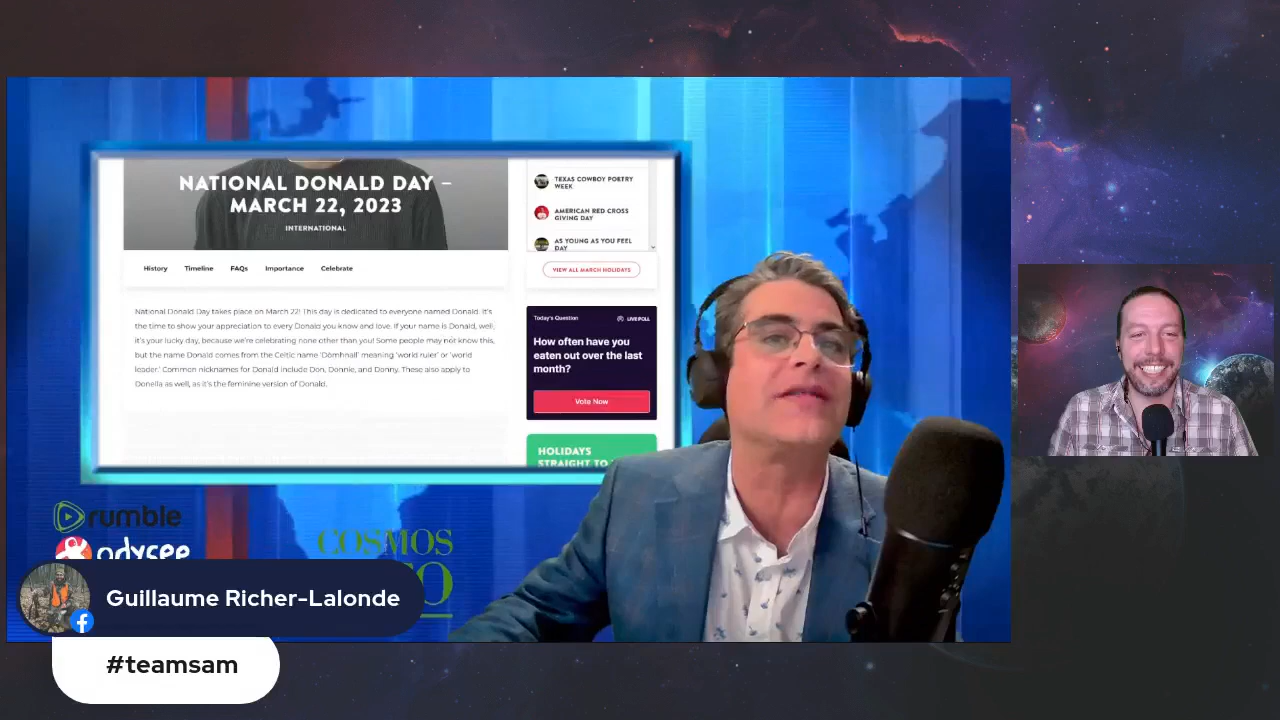 NATIONAL DONALD DAY –
MARCH 22, 2023
INTERNATIONAL
History Timeline FAQs Importance Celebrate
National Donald Day takes place on March 22! This day is dedicated to everyone named Donald. It's
the time to show your appreciation to every Donald you know and love. If your name is Donald, well,
it's your lucky day, because we're celebrating none other than you! Some people may not know this,
but the name Donald comes from the Celtic name 'Dòmhnall' meaning 'world ruler' or 'world
leader.' Common nicknames for Donald include Don, Donnie, and Donny. These also apply to
Donella as well, as it's the feminine version of Donald.
TEXAS COWBOY POETRY
WEEK
AMERICAN RED CROSS
GIVING DAY
AS YOUNG AS YOU FEEL
DAY
VIEW ALL MARCH HOLIDAYS
Today's Question LIVE POLL
How often have you
eaten out over the last
month?
Vote Now
HOLIDAYS
STRAIGHT TO
rumble
odysee
COSMOS
Guillaume Richer-Lalonde
#teamsam